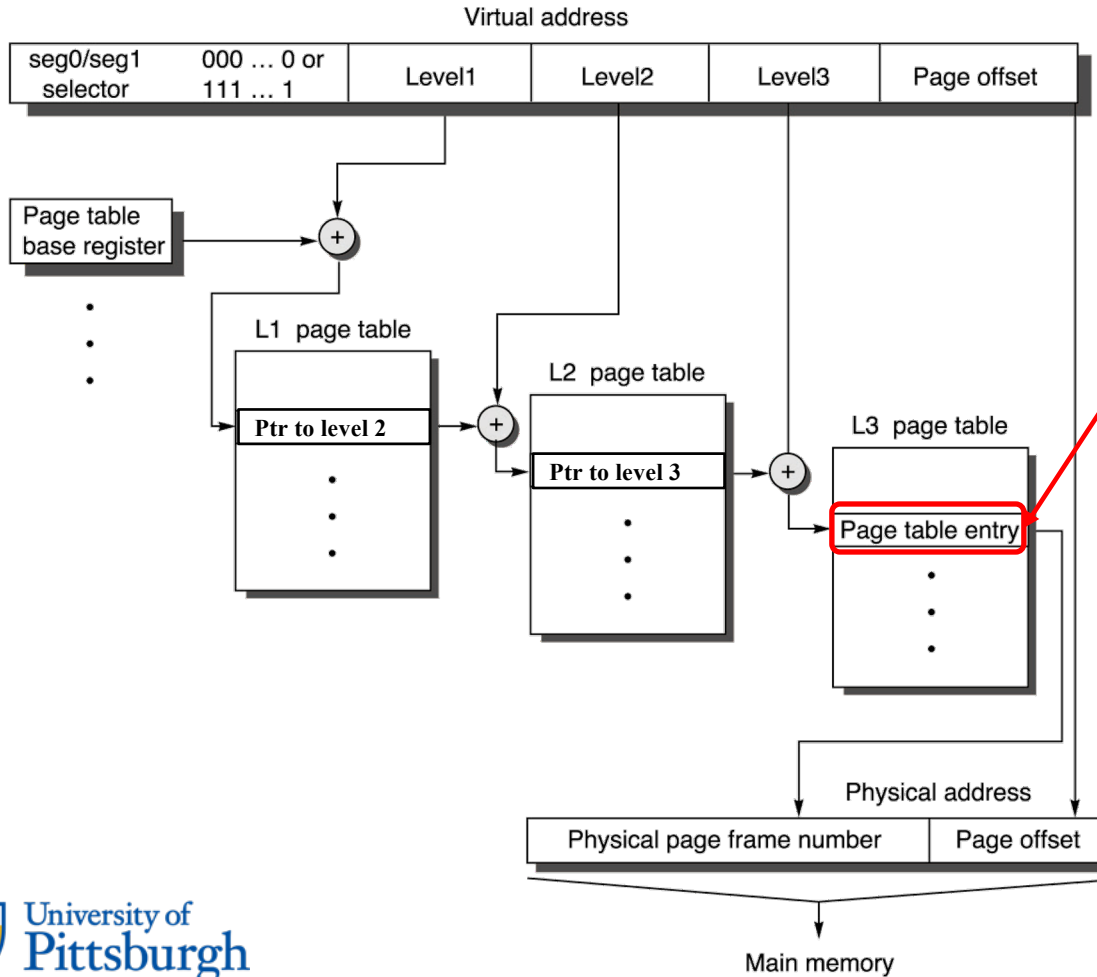 Virtual address
seg0/seg1 000 … 0 or
selector 111 … 1
Level1
Level2
Level3
Page offset
Page table
base register
L1 page table
Ptr to level 2
L2 page table
Ptr to level 3
L3 page table
Page table entry
Physical address
Physical page frame number
Page offset
Main memory
University of
Pittsburgh